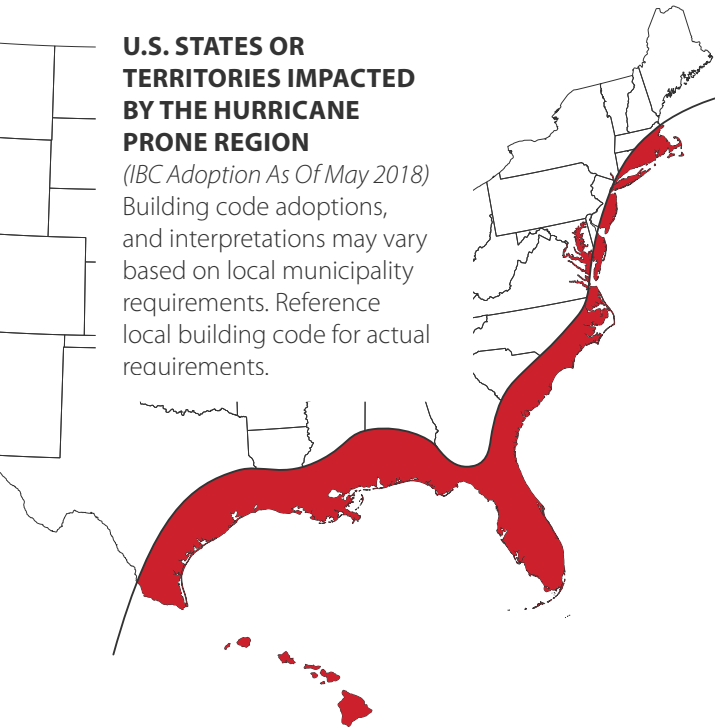 U.S. STATES OR
TERRITORIES IMPACTED
BY THE HURRICANE
PRONE REGION
(IBC Adoption As Of May 2018)
Building code adoptions,
and interpretations may vary
based on local municipality
requirements. Reference
local building code for actual
requirements.